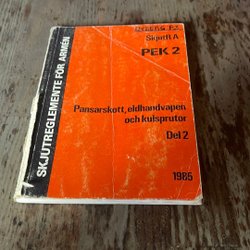 SkjutR A
PEK 2
Pansarskott, eldhandvapen
och kulsprutor
Del 2
1985
SKJUTREGLEMENTE FÖR ARMÉN